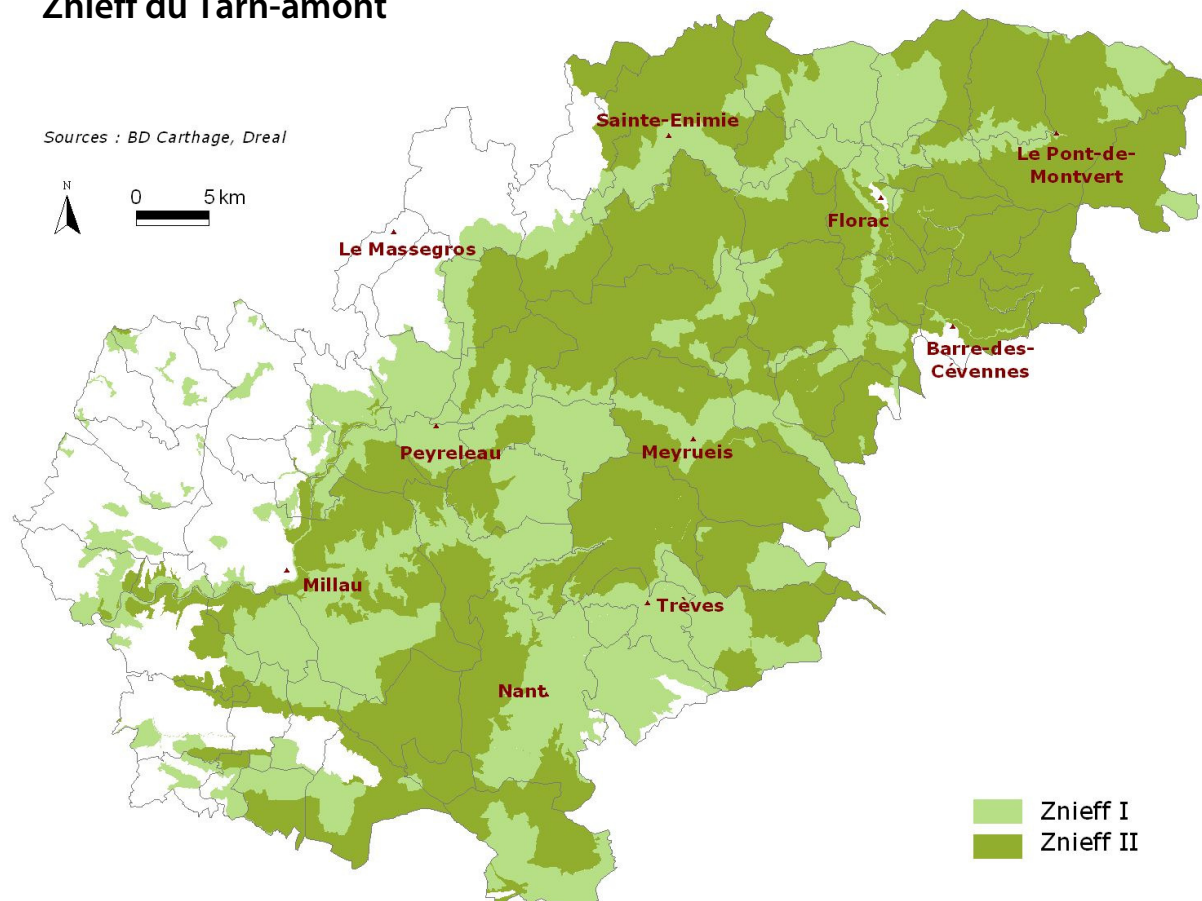 Znieff du Tarn-amont
Sources : BD Carthage, Dreal
N
0 5 km
Sainte-Enimie
Le Pont-de-
Montvert
Florac
Le Massegros
Barre-des-
Cévennes
Peyreleau
Meyrueis
Millau
Trèves
Nant
Znieff I
Znieff II